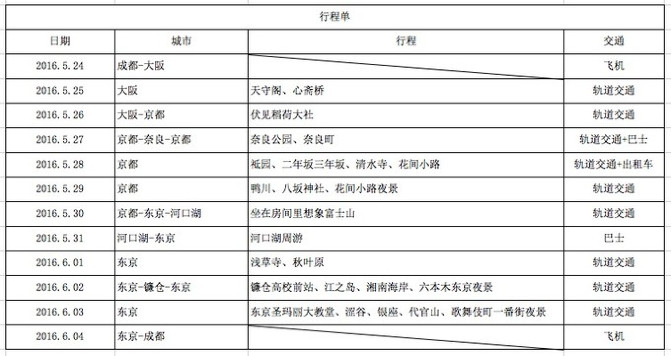 行程单
日期 城市 行程 交通
2016.5.24 成都-大阪 飞机
2016.5.25 大阪 天守阁、心斋桥 轨道交通
2016.5.26 大阪-京都 伏见稻荷大社 轨道交通
2016.5.27 京都-奈良-京都 奈良公园、奈良町 轨道交通+巴士
2016.5.28 京都 祗园、二年坂三年坂、清水寺、花间小路 轨道交通+出租车
2016.5.29 京都 鸭川、八坂神社、花间小路夜景 轨道交通
2016.5.30 京都-东京-河口湖 坐在房间里想象富士山 轨道交通
2016.5.31 河口湖-东京 河口湖周游 巴士
2016.6.01 东京 浅草寺、秋叶原 轨道交通
2016.6.02 东京-镰仓-东京 镰仓高校前站、江之岛、湘南海岸、六本木东京夜景 轨道交通
2016.6.03 东京 东京圣玛丽大教堂、涩谷、银座、代官山、歌舞伎町一番街夜景 轨道交通
2016.6.04 东京-成都 飞机